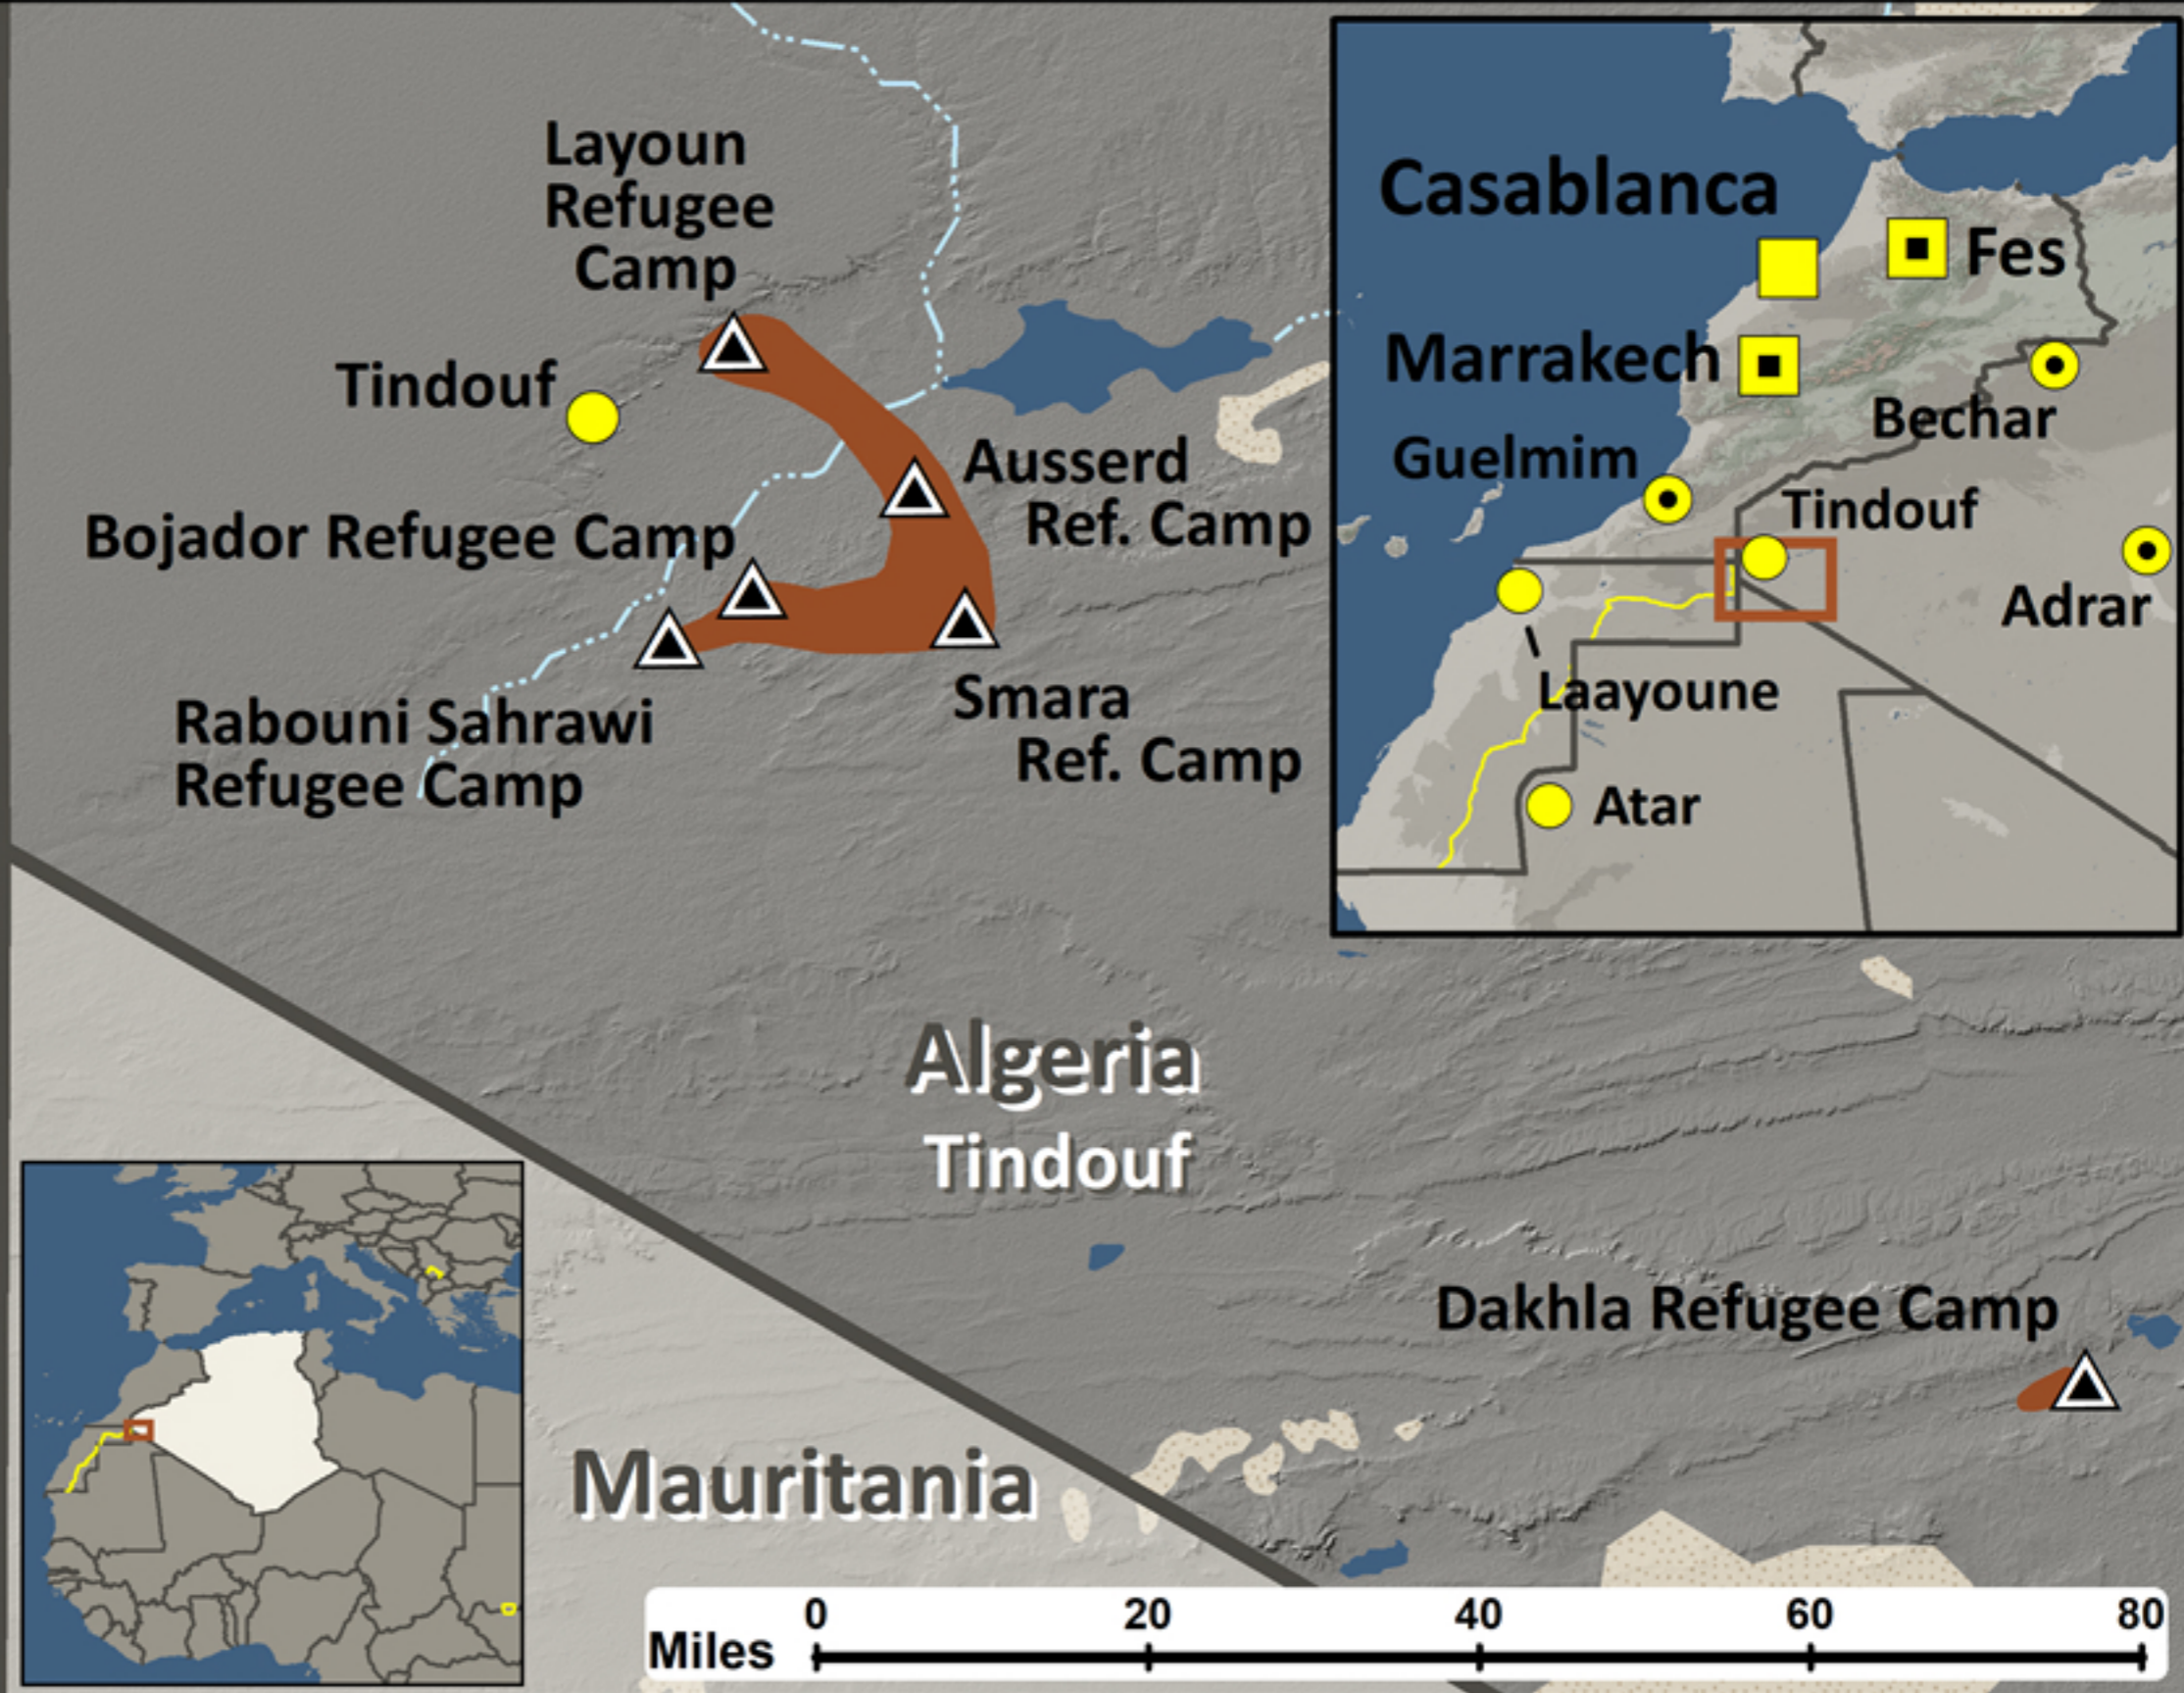 Layoun
Refugee
Camp
Tindouf
Ausserd
Ref. Camp
Bojador Refugee Camp
Rabouni Sahrawi
Refugee Camp
Smara
Ref. Camp
Casablanca
Fes
Marrakech
Bechar
Guelmim
Tindouf
Adrar
Laayoune
Atar
Algeria
Tindouf
Dakhla Refugee Camp
Mauritania
0 20 40 60 80
Miles